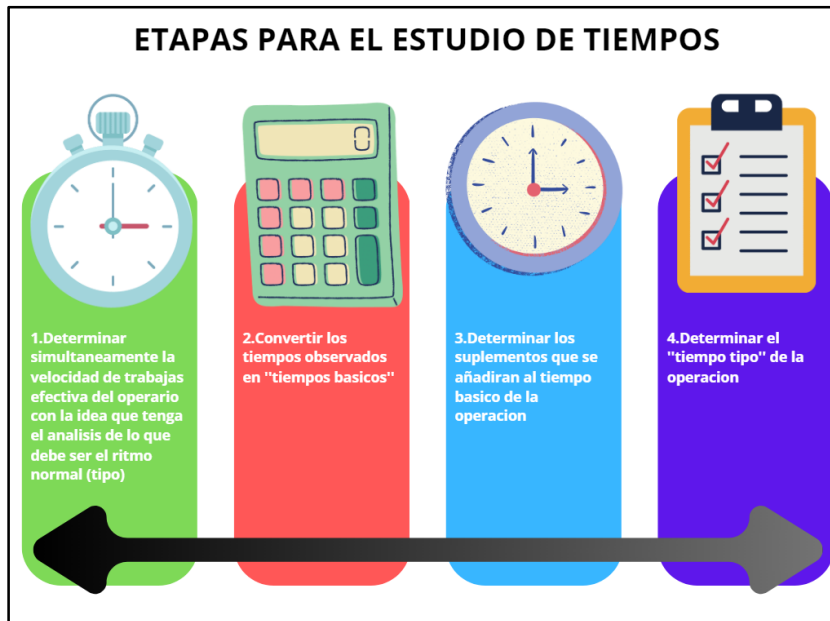 ETAPAS PARA EL ESTUDIO DE TIEMPOS
0
1.Determinar
simultaneamente la
velocidad de trabajas
efectiva del operario
con la idea que tenga
el analisis de lo que
debe ser el ritmo
normal (tipo)
2.Convertir los
tiempos observados
en "tiempos basicos"
3.Determinar los
suplementos que se
añadiran al tiempo
basico de la
operacion
4.Determinar el
"tiempo tipo" de la
operacion